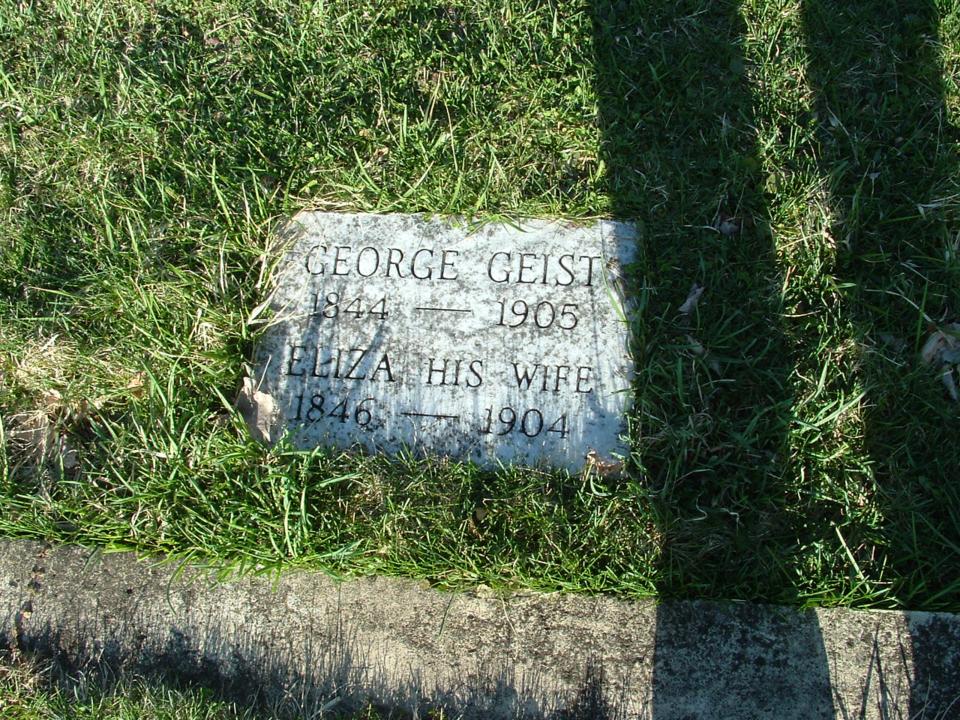 GEORGE GEIST
1844 — 1905
ELIZA HIS WIFE
1846 — 1904